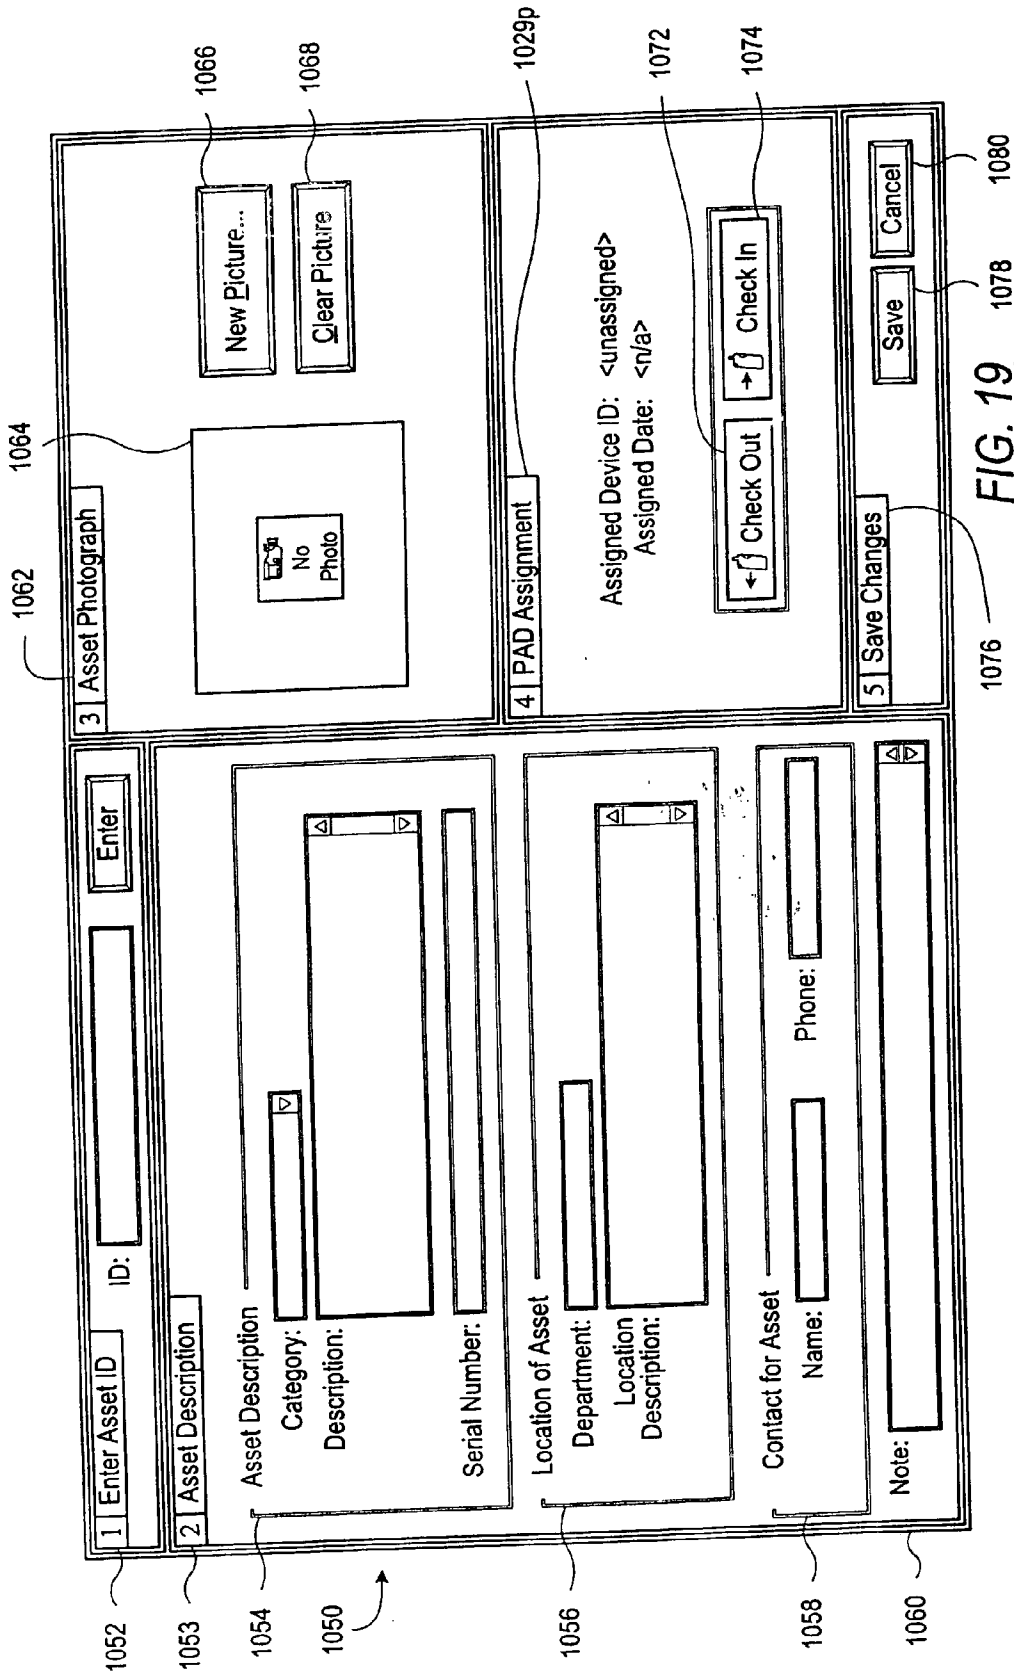 1052
1 Enter Asset ID
ID:
Enter
1053
2 Asset Description
1054
Asset Description
Category:
Description:
Serial Number:
1050
1056
Location of Asset
Department:
Location
Description:
1058
Contact for Asset
Name:
Phone:
1060
Note:
1062
3 Asset Photograph
1064
No
Photo
New Picture...
1066
Clear Picture
1068
4 PAD Assignment
1029p
Assigned Device ID: <unassigned>
Assigned Date: <n/a>
Check Out
Check In
1072
1074
5 Save Changes
1076
Save
Cancel
1078
1080
FIG. 19